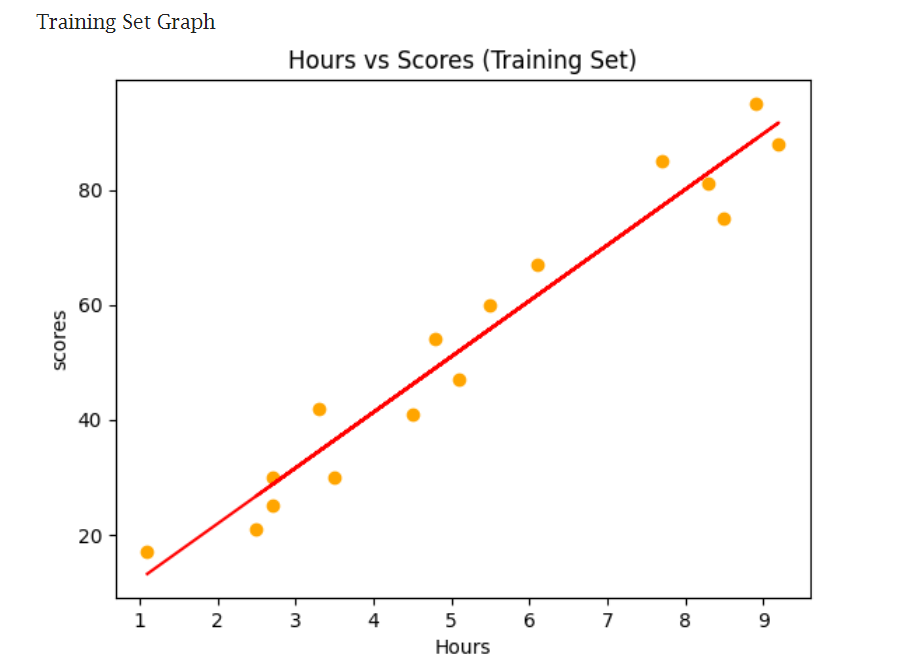 Training Set Graph
Hours vs Scores (Training Set)
scores
80
60
40
20
1 2 3 4 5 6 7 8 9
Hours